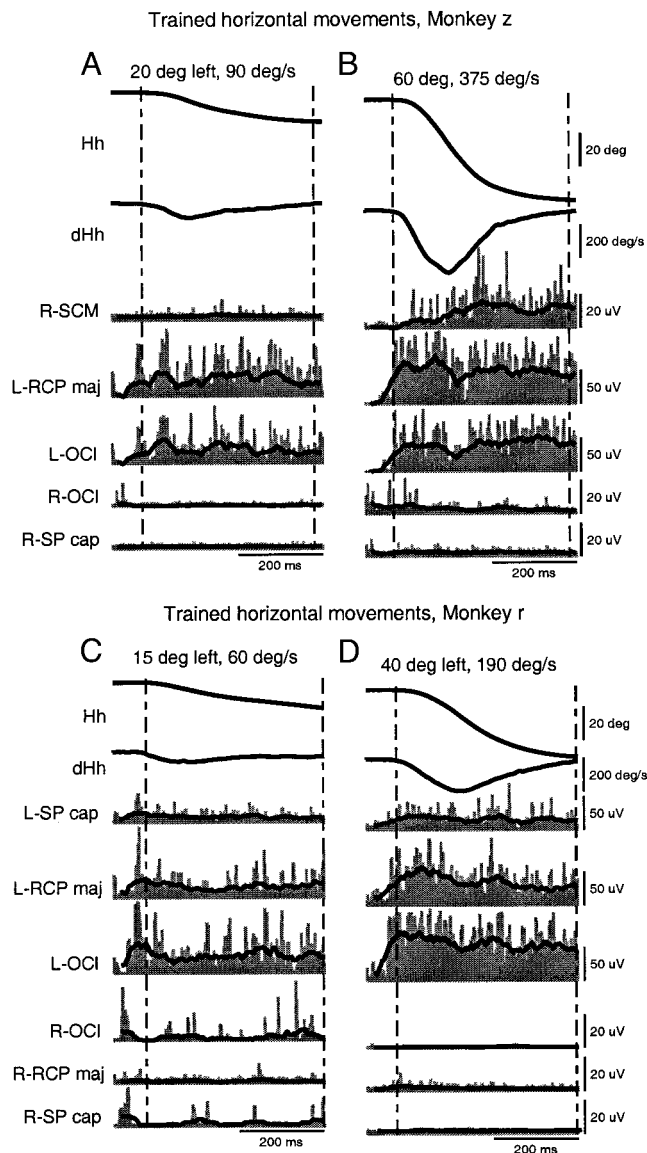 Trained horizontal movements, Monkey z
A
20 deg left, 90 deg/s
B
60 deg, 375 deg/s
Hh
20 deg
dHh
200 deg/s
R-SCM
20 uV
L-RCP maj
50 uV
L-OCI
50 uV
R-OCI
20 uV
R-SP cap
20 uV
200 ms
200 ms
Trained horizontal movements, Monkey r
C
15 deg left, 60 deg/s
D
40 deg left, 190 deg/s
Hh
20 deg
dHh
200 deg/s
L-SP cap
50 uV
L-RCP maj
50 uV
L-OCI
50 uV
R-OCI
20 uV
R-RCP maj
20 uV
R-SP cap
20 uV
200 ms
200 ms